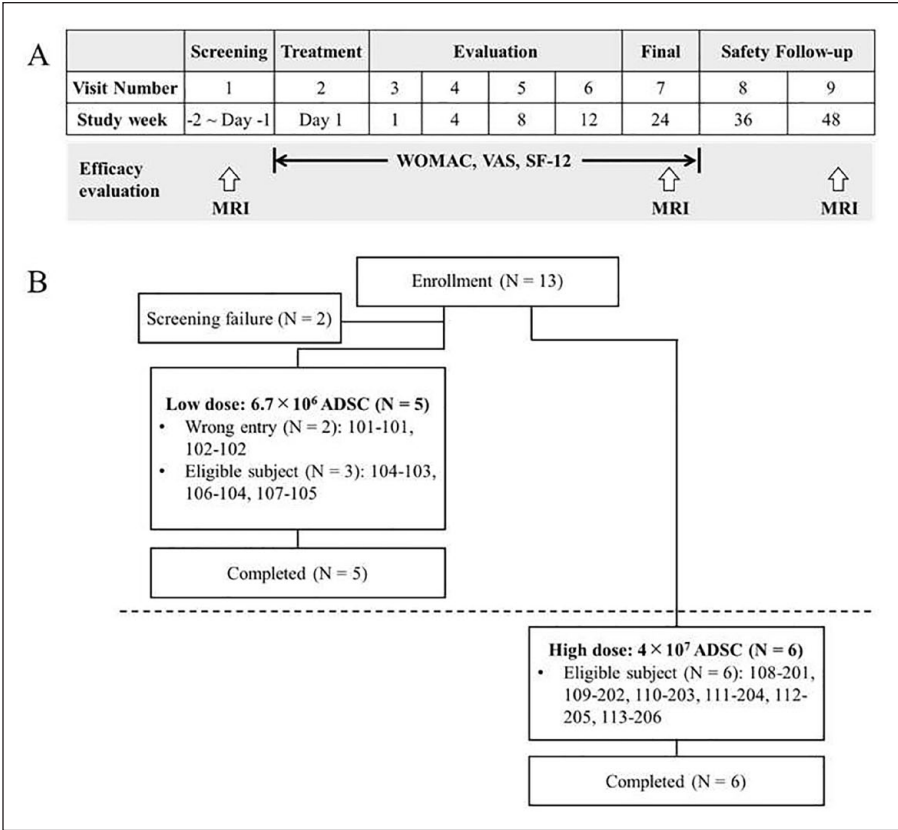 A
Screening Treatment Evaluation Final Safety Follow-up
Visit Number 1 2 3 4 5 6 7 8 9
Study week -2 ~ Day -1 Day 1 1 4 8 12 24 36 48
Efficacy
evaluation
WOMAC, VAS, SF-12
MRI MRI MRI
B
Enrollment (N = 13)
Screening failure (N = 2)
Low dose: 6.7 × 10⁶ ADSC (N = 5)
• Wrong entry (N = 2): 101-101,
102-102
• Eligible subject (N = 3): 104-103,
106-104, 107-105
Completed (N = 5)
High dose: 4 × 10⁷ ADSC (N = 6)
• Eligible subject (N = 6): 108-201,
109-202, 110-203, 111-204, 112-
205, 113-206
Completed (N = 6)